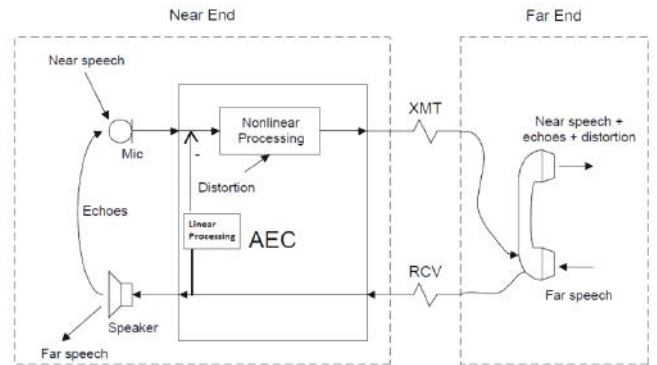 Near End
Far End
Near speech
Mic
Nonlinear
Processing
XMT
Near speech +
echoes + distortion
-
Distortion
Echoes
Linear
Processing
AEC
RCV
Speaker
Far speech
Far speech